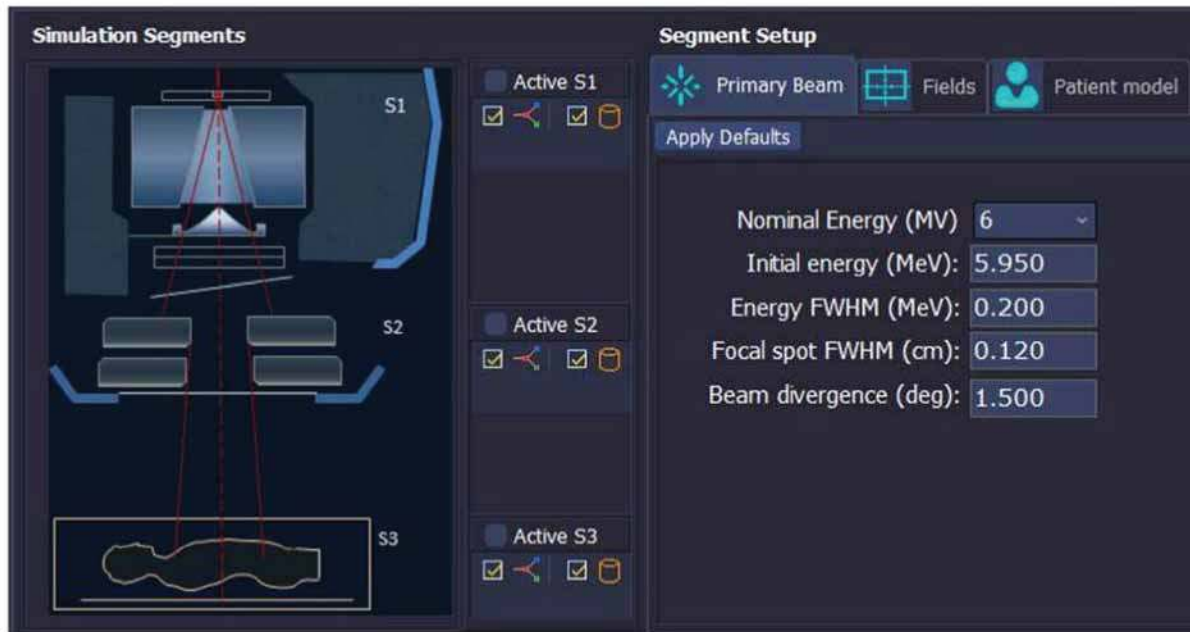 Simulation Segments
S1
S2
S3
Active S1
Active S2
Active S3
Segment Setup
Primary Beam
Fields
Patient model
Apply Defaults
Nominal Energy (MV) 6
Initial energy (MeV): 5.950
Energy FWHM (MeV): 0.200
Focal spot FWHM (cm): 0.120
Beam divergence (deg): 1.500